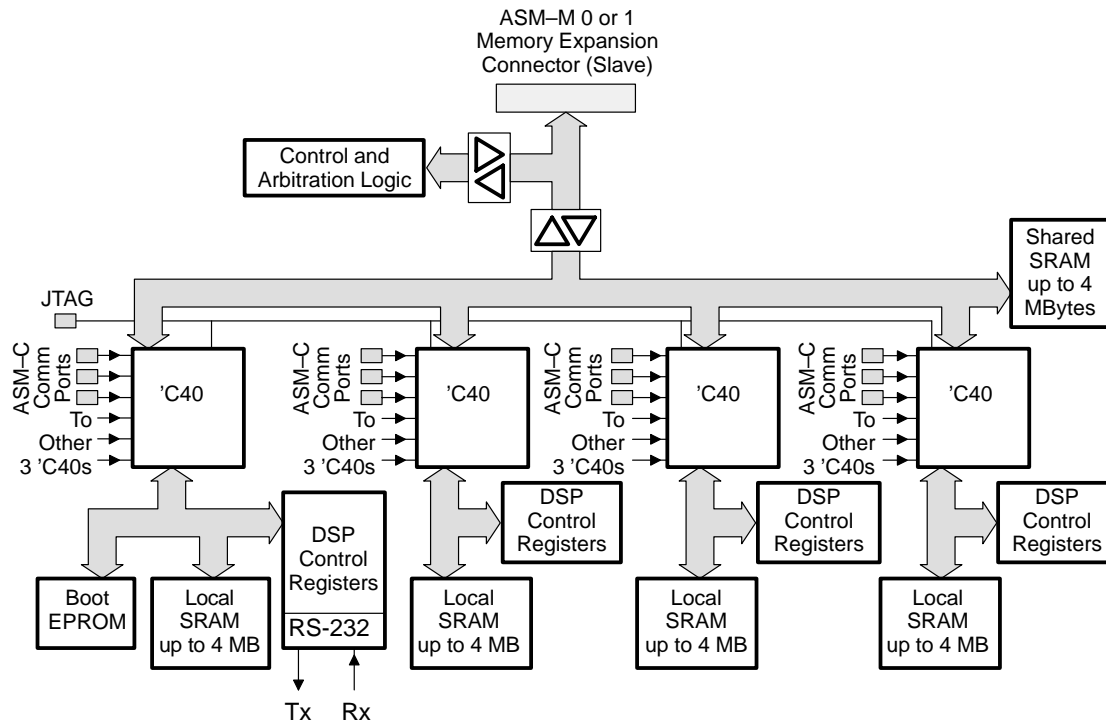 ASM–M 0 or 1
Memory Expansion
Connector (Slave)
Control and
Arbitration Logic
Shared
SRAM
up to 4
MBytes
JTAG
ASM–C
Comm
Ports
To
Other
3 'C40s
'C40
ASM–C
Comm
Ports
To
Other
3 'C40s
'C40
ASM–C
Comm
Ports
To
Other
3 'C40s
'C40
ASM–C
Comm
Ports
To
Other
3 'C40s
'C40
Boot
EPROM
Local
SRAM
up to 4 MB
DSP
Control
Registers
RS-232
Tx
Rx
DSP
Control
Registers
Local
SRAM
up to 4 MB
DSP
Control
Registers
Local
SRAM
up to 4 MB
DSP
Control
Registers
Local
SRAM
up to 4 MB